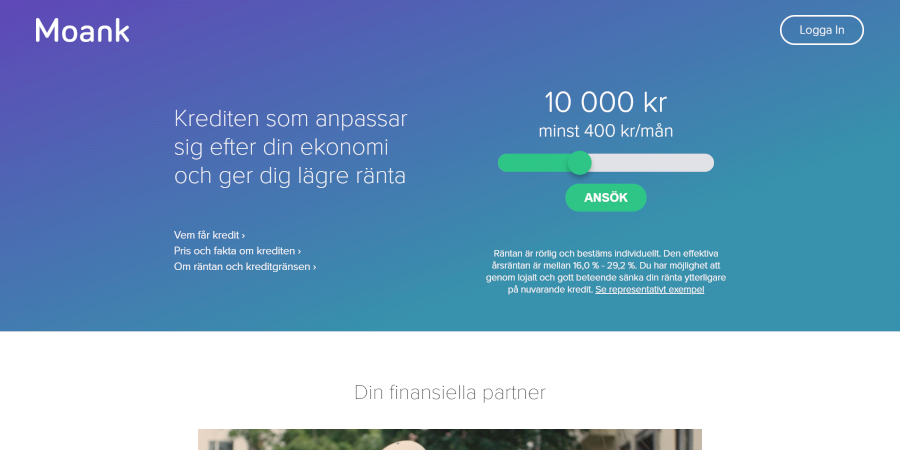 Moank
Logga In
Krediten som anpassar
sig efter din ekonomi
och ger dig lägre ränta
Vem får kredit ›
Pris och fakta om krediten ›
Om räntan och kreditgränsen ›
10 000 kr
minst 400 kr/mån
ANSÖK
Räntan är rörlig och bestäms individuellt. Den effektiva
årsräntan är mellan 16,0 % - 29,2 %. Du har möjlighet att
genom lojalt och gott beteende sänka din ränta ytterligare
på nuvarande kredit. Se representativt exempel
Din finansiella partner